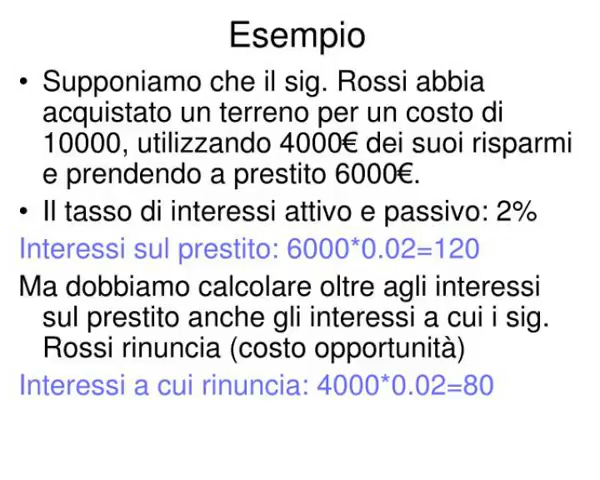 Esempio
• Supponiamo che il sig. Rossi abbia
acquistato un terreno per un costo di
10000, utilizzando 4000€ dei suoi risparmi
e prendendo a prestito 6000€.
• Il tasso di interessi attivo e passivo: 2%
Interessi sul prestito: 6000*0.02=120
Ma dobbiamo calcolare oltre agli interessi
sul prestito anche gli interessi a cui i sig.
Rossi rinuncia (costo opportunità)
Interessi a cui rinuncia: 4000*0.02=80